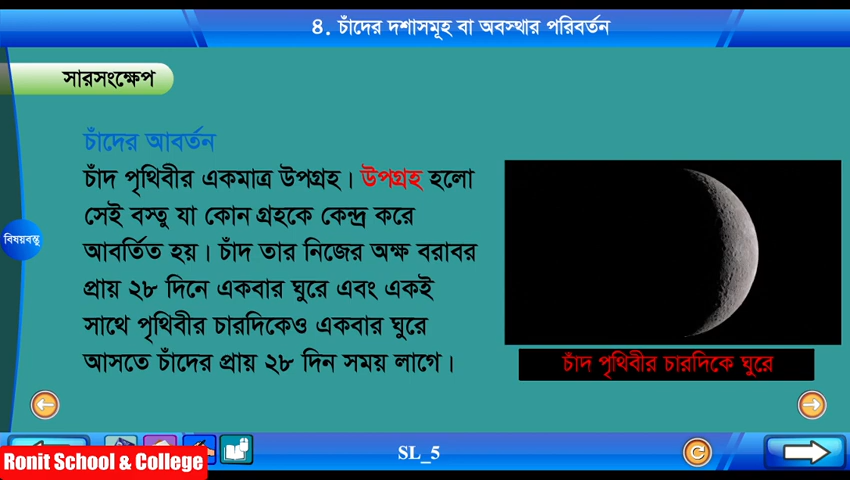 ৪. চাঁদের দশাসমূহ বা অবস্থার পরিবর্তন
সারসংক্ষেপ
চাঁদের আবর্তন
চাঁদ পৃথিবীর একমাত্র উপগ্রহ। উপগ্রহ হলো
সেই বস্তু যা কোন গ্রহকে কেন্দ্র করে
আবর্তিত হয়। চাঁদ তার নিজের অক্ষ বরাবর
প্রায় ২৮ দিনে একবার ঘুরে এবং একই
সাথে পৃথিবীর চারদিকেও একবার ঘুরে
আসতে চাঁদের প্রায় ২৮ দিন সময় লাগে।
চাঁদ পৃথিবীর চারদিকে ঘুরে
বিষয়বস্তু
SL_5
Ronit School & College